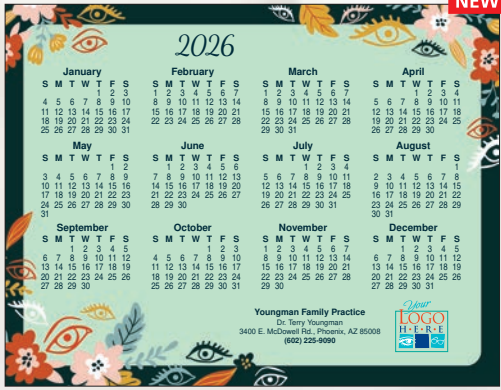 NEW
2026
January February March April
S M T W T F S S M T W T F S S M T W T F S S M T W T F S
1 2 3 1 2 3 4 5 6 7 1 2 3 4 5 6 7 1 2 3 4
4 5 6 7 8 9 10 8 9 10 11 12 13 14 8 9 10 11 12 13 14 5 6 7 8 9 10 11
11 12 13 14 15 16 17 15 16 17 18 19 20 21 15 16 17 18 19 20 21 12 13 14 15 16 17 18
18 19 20 21 22 23 24 22 23 24 25 26 27 28 22 23 24 25 26 27 28 19 20 21 22 23 24 25
25 26 27 28 29 30 31 29 30 31 26 27 28 29 30
May June July August
S M T W T F S S M T W T F S S M T W T F S S M T W T F S
1 2 1 2 3 4 5 6 1 2 3 4 1
3 4 5 6 7 8 9 7 8 9 10 11 12 13 5 6 7 8 9 10 11 2 3 4 5 6 7 8
10 11 12 13 14 15 16 14 15 16 17 18 19 20 12 13 14 15 16 17 18 9 10 11 12 13 14 15
17 18 19 20 21 22 23 21 22 23 24 25 26 27 19 20 21 22 23 24 25 16 17 18 19 20 21 22
24 25 26 27 28 29 30 28 29 30 26 27 28 29 30 31 23 24 25 26 27 28 29
31 30 31
September October November December
S M T W T F S S M T W T F S S M T W T F S S M T W T F S
1 2 3 4 5 1 2 3 1 2 3 4 5 6 7 1 2 3 4 5
6 7 8 9 10 11 12 4 5 6 7 8 9 10 8 9 10 11 12 13 14 6 7 8 9 10 11 12
13 14 15 16 17 18 19 11 12 13 14 15 16 17 15 16 17 18 19 20 21 13 14 15 16 17 18 19
20 21 22 23 24 25 26 18 19 20 21 22 23 24 22 23 24 25 26 27 28 20 21 22 23 24 25 26
27 28 29 30 25 26 27 28 29 30 31 29 30 27 28 29 30 31
Youngman Family Practice
Dr. Terry Youngman
3400 E. McDowell Rd., Phoenix, AZ 85008
(602) 225-9090
Your
LOGO
HERE